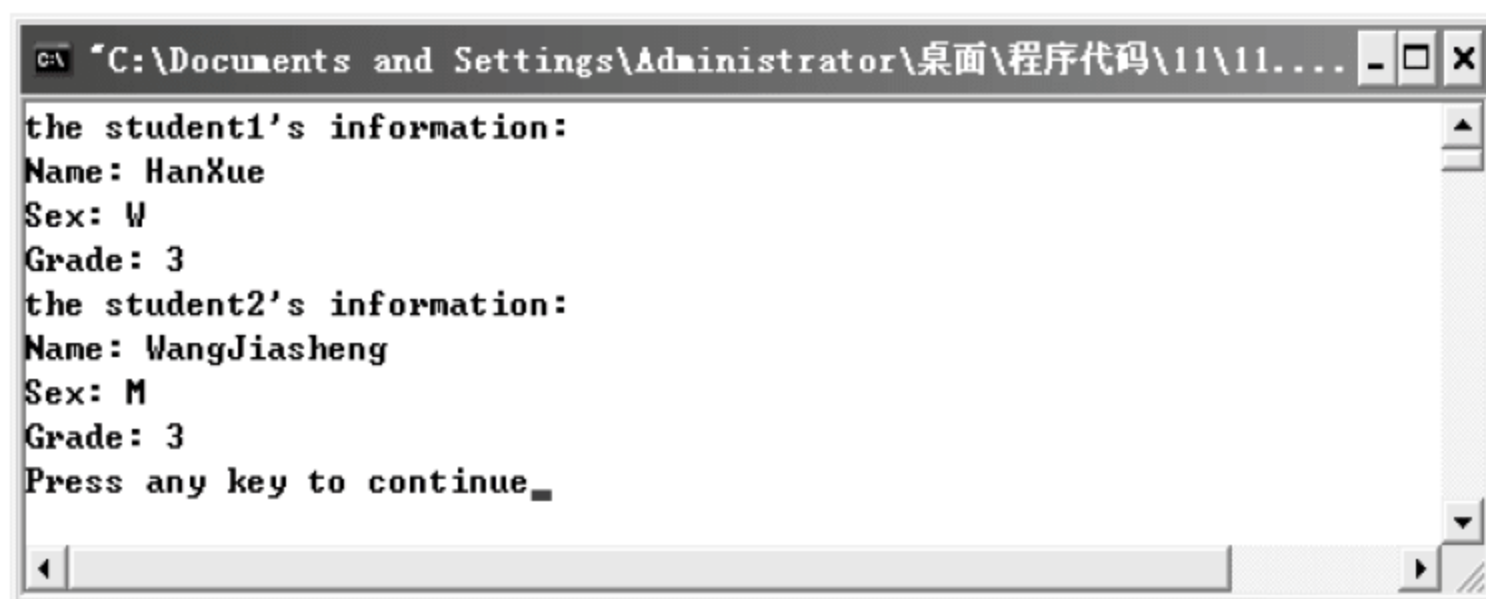 "C:\Documents and Settings\Administrator\桌面\程序代码\11\11....
the student1's information:
Name: HanXue
Sex: W
Grade: 3
the student2's information:
Name: WangJiasheng
Sex: M
Grade: 3
Press any key to continue_